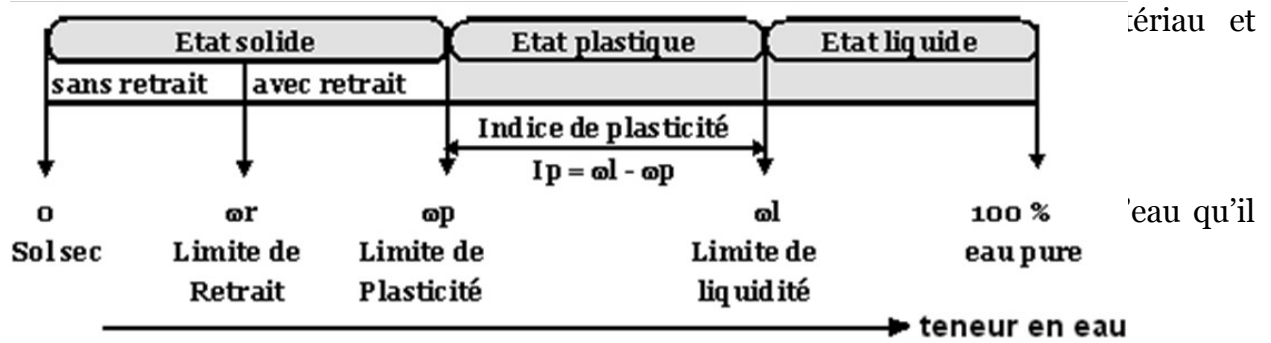 tériau et
Etat solide Etat plastique Etat liquide
sans retrait avec retrait
Indice de plasticité
Ip = ωl - ωp
0 ωr ωp ωl 100 %
'eau qu'il
Sol sec Limite de Limite de Limite de eau pure
Retrait Plasticité liquidité
teneur en eau